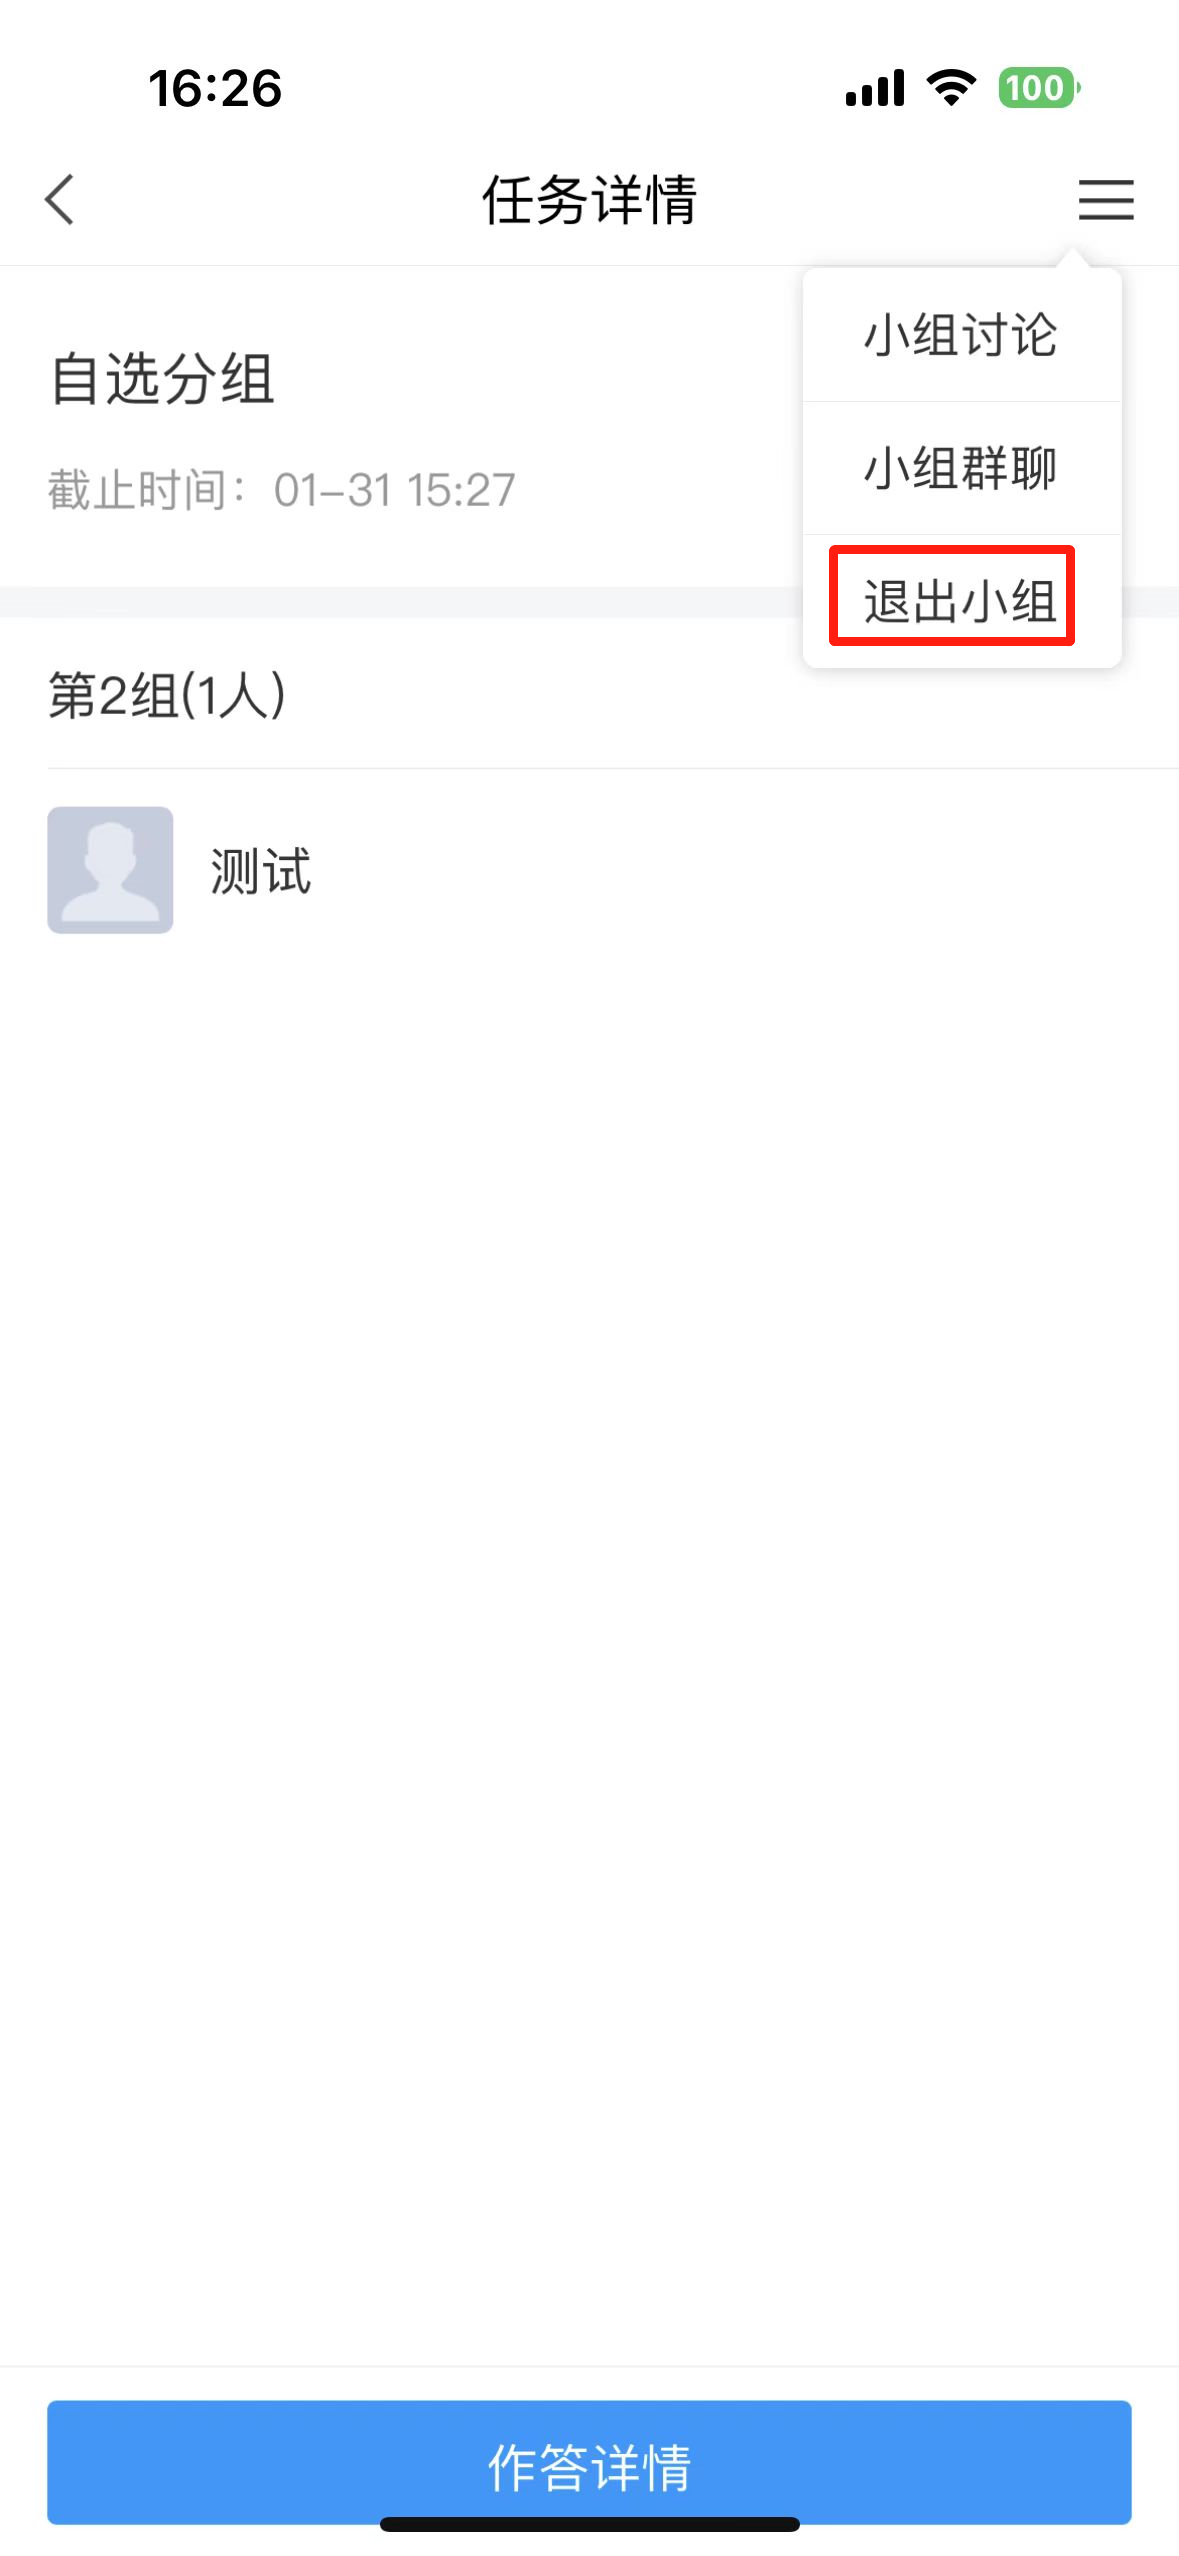 16:26
100
任务详情
小组讨论
自选分组
小组群聊
截止时间：01-31 15:27
退出小组
第2组(1人)
测试
作答详情